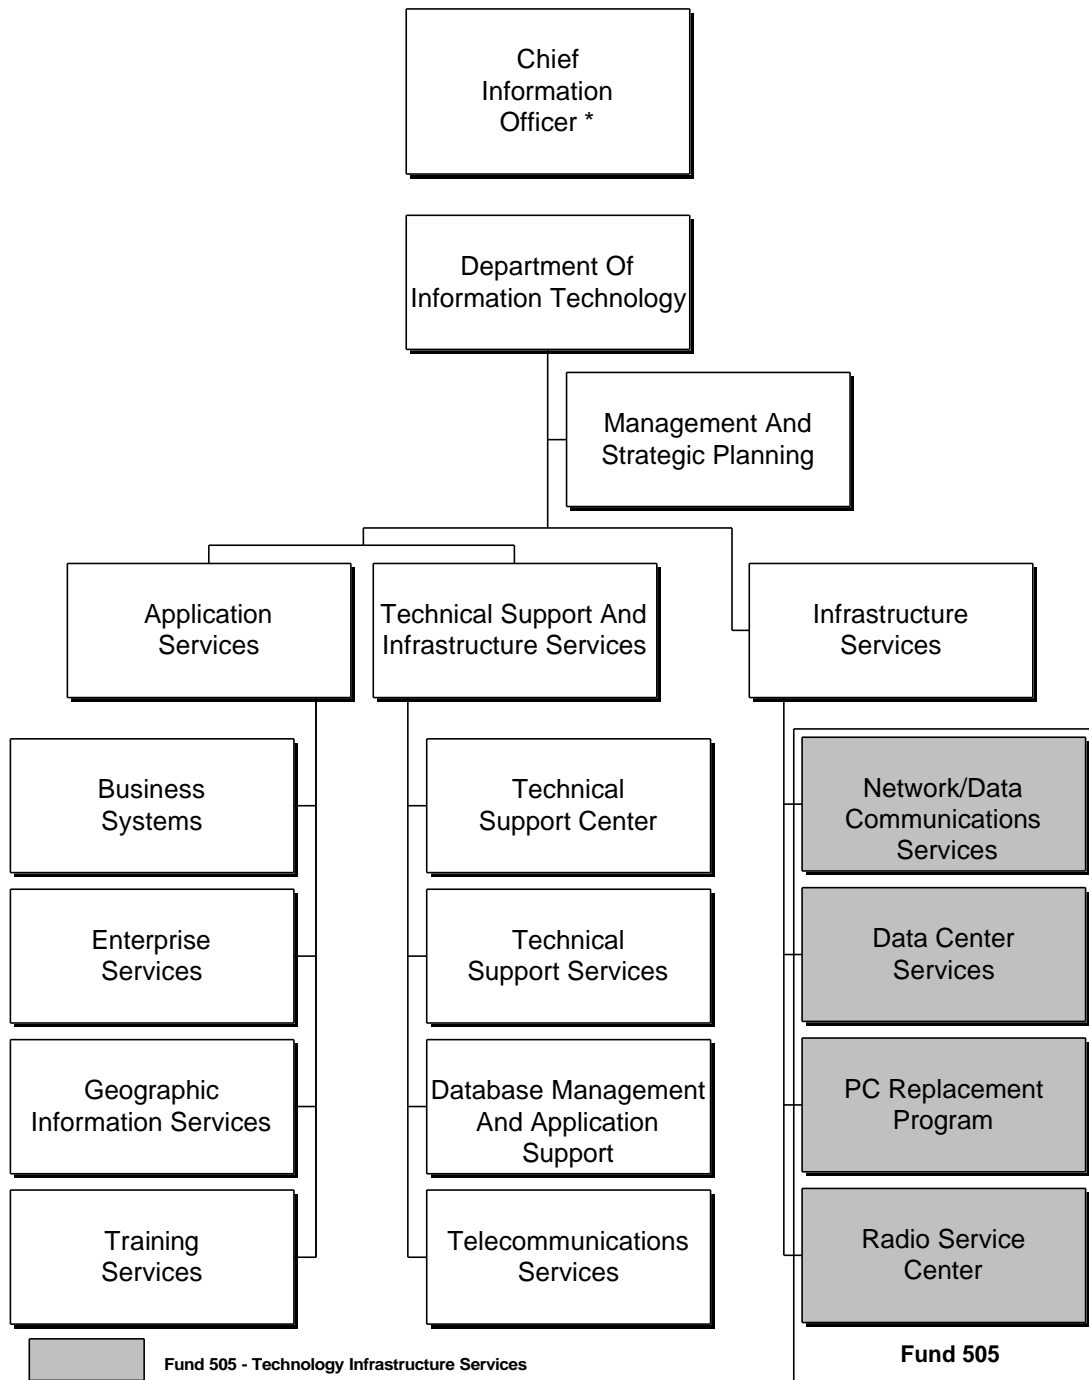 Chief
Information
Officer *
Department Of
Information Technology
Management And
Strategic Planning
Application
Services
Technical Support And
Infrastructure Services
Infrastructure
Services
Business
Systems
Technical
Support Center
Network/Data
Communications
Services
Enterprise
Services
Technical
Support Services
Data Center
Services
Geographic
Information Services
Database Management
And Application
Support
PC Replacement
Program
Training
Services
Telecommunications
Services
Radio Service
Center
Fund 505 - Technology Infrastructure Services
Fund 505